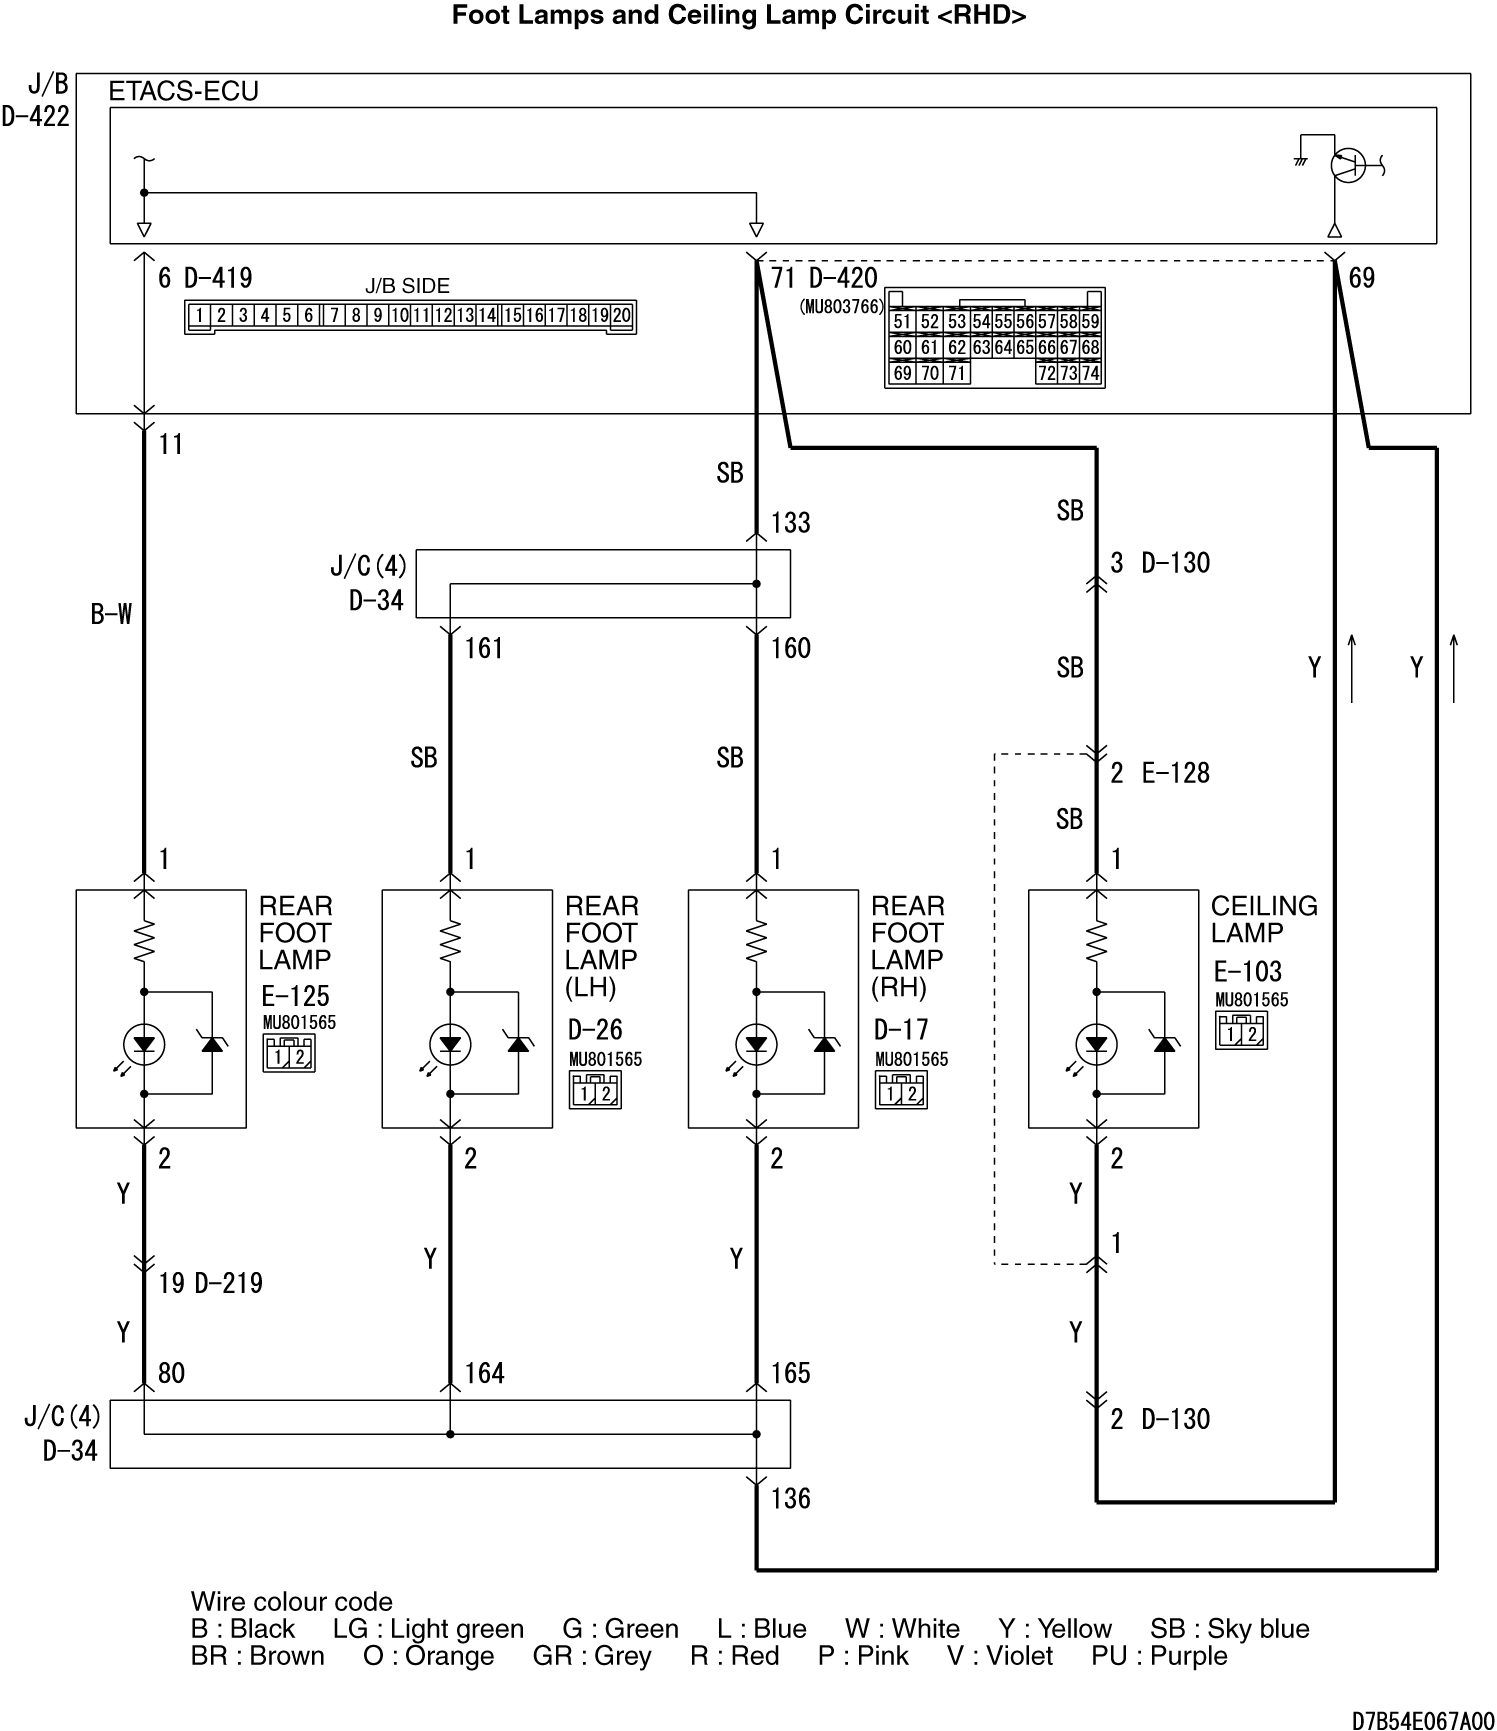 Foot Lamps and Ceiling Lamp Circuit <RHD>
J/B
D-422
ETACS-ECU
6 D-419
J/B SIDE
1 2 3 4 5 6 7 8 9 10 11 12 13 14 15 16 17 18 19 20
71 D-420
(MU803766)
51 52 53 54 55 56 57 58 59
60 61 62 63 64 65 66 67 68
69 70 71 72 73 74
69
11
SB
SB
133
3 D-130
J/C(4)
D-34
B-W
161
160
SB
Y
Y
SB
SB
2 E-128
SB
1
1
1
1
REAR
FOOT
LAMP
E-125
MU801565
1 2
REAR
FOOT
LAMP
(LH)
D-26
MU801565
1 2
REAR
FOOT
LAMP
(RH)
D-17
MU801565
1 2
CEILING
LAMP
E-103
MU801565
1 2
2
2
2
2
Y
Y
1
Y
Y
19 D-219
Y
Y
80
164
165
J/C(4)
D-34
2 D-130
136
Wire colour code
B : Black LG : Light green G : Green L : Blue W : White Y : Yellow SB : Sky blue
BR : Brown O : Orange GR : Grey R : Red P : Pink V : Violet PU : Purple
D7B54E067A00